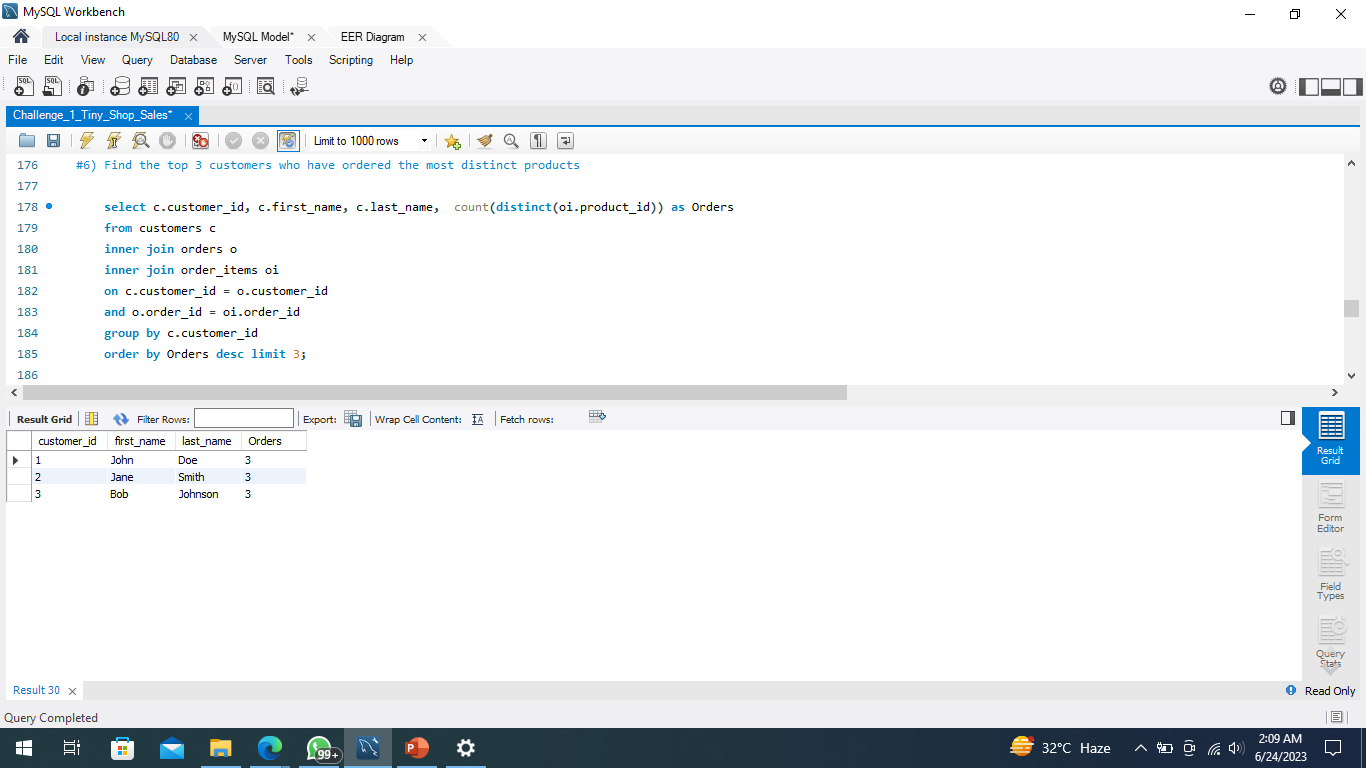 MySQL Workbench
Local instance MySQL80 MySQL Model* EER Diagram
File Edit View Query Database Server Tools Scripting Help
Challenge_1_Tiny_Shop_Sales*
Limit to 1000 rows
176 #6) Find the top 3 customers who have ordered the most distinct products
177
178 select c.customer_id, c.first_name, c.last_name,  count(distinct(oi.product_id)) as Orders
179 from customers c
180 inner join orders o
181 inner join order_items oi
182 on c.customer_id = o.customer_id
183 and o.order_id = oi.order_id
184 group by c.customer_id
185 order by Orders desc limit 3;
186
Result Grid Filter Rows: Export: Wrap Cell Content: Fetch rows:
customer_id first_name last_name Orders
1 John Doe 3
2 Jane Smith 3
3 Bob Johnson 3
Result
Grid
Form
Editor
Field
Types
Query
Stats
Result 30 Read Only
Query Completed
99+ 32°C Haze 2:09 AM
6/24/2023